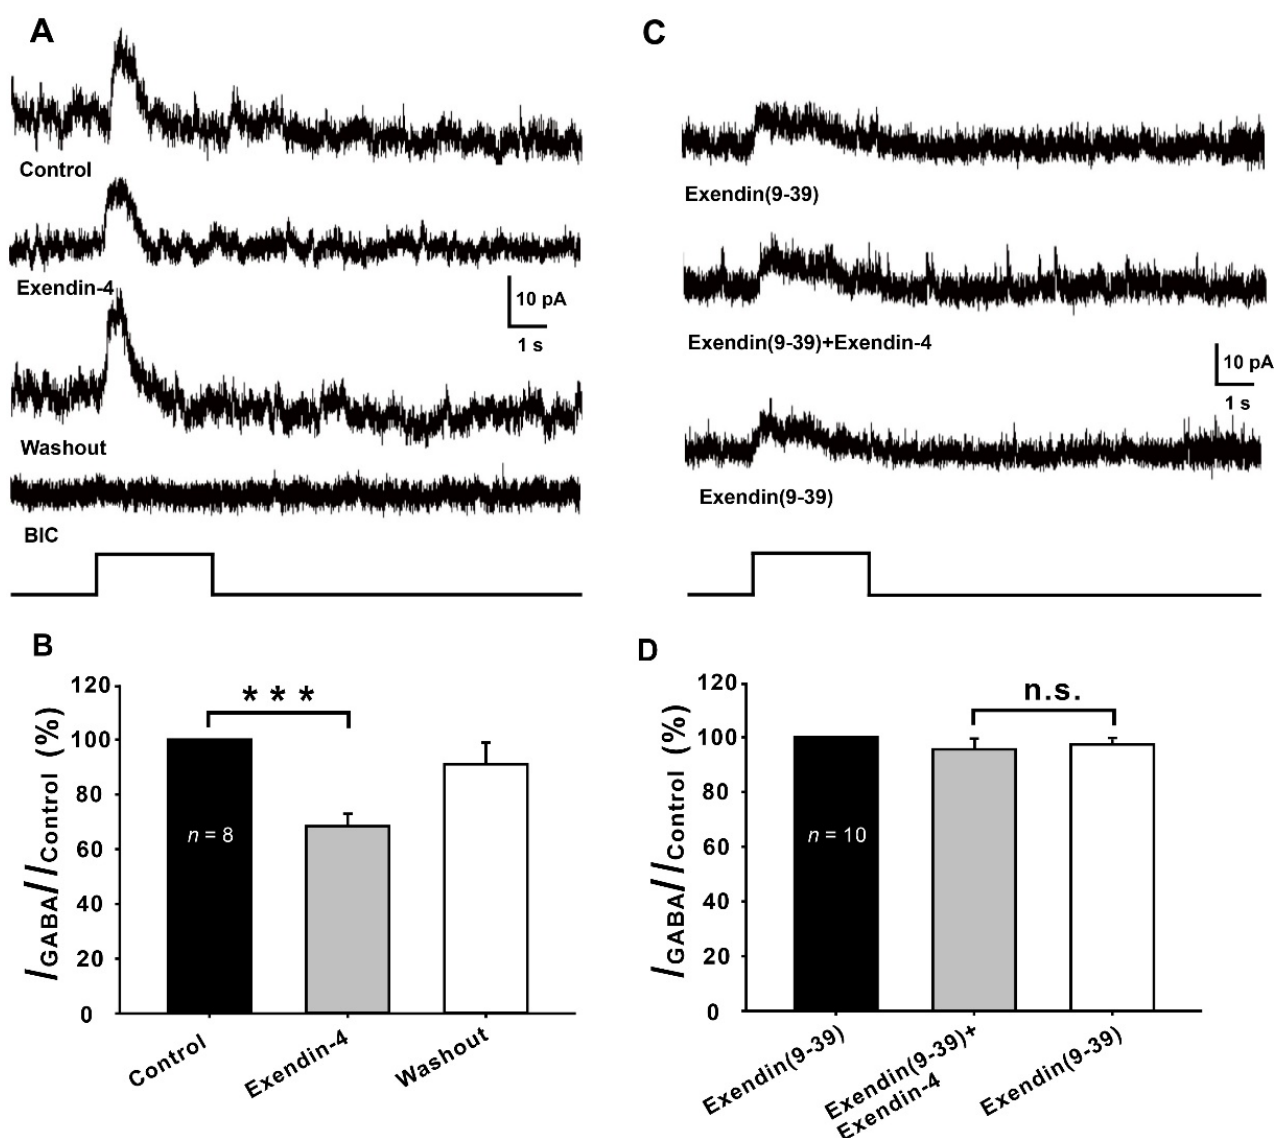 A
Control
Exendin-4
10 pA
1 s
Washout
BIC
C
Exendin(9-39)
Exendin(9-39)+Exendin-4
10 pA
1 s
Exendin(9-39)
B
120
100
80
60
40
20
0
IGABA/IControl (%)
***
n = 8
Control
Exendin-4
Washout
D
120
100
80
60
40
20
0
IGABA/IControl (%)
n.s.
n = 10
Exendin(9-39)
Exendin(9-39)+
Exendin-4
Exendin(9-39)